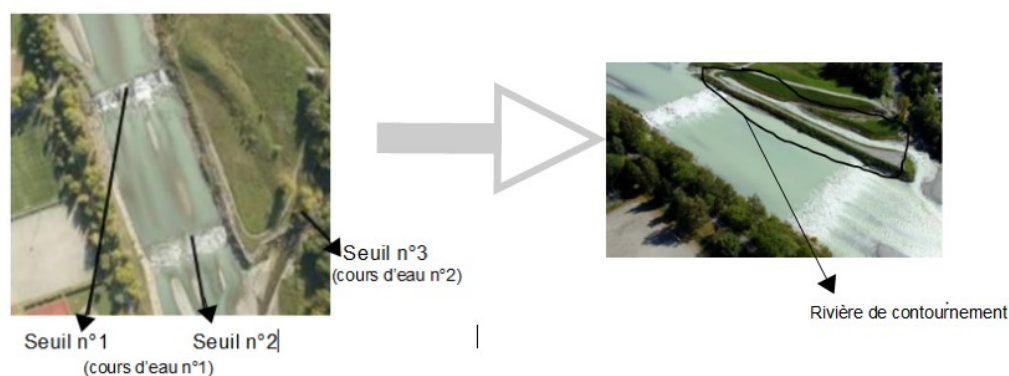 Seuil n°3
(cours d'eau n°2)
Rivière de contournement
Seuil n°1
Seuil n°2
(cours d'eau n°1)